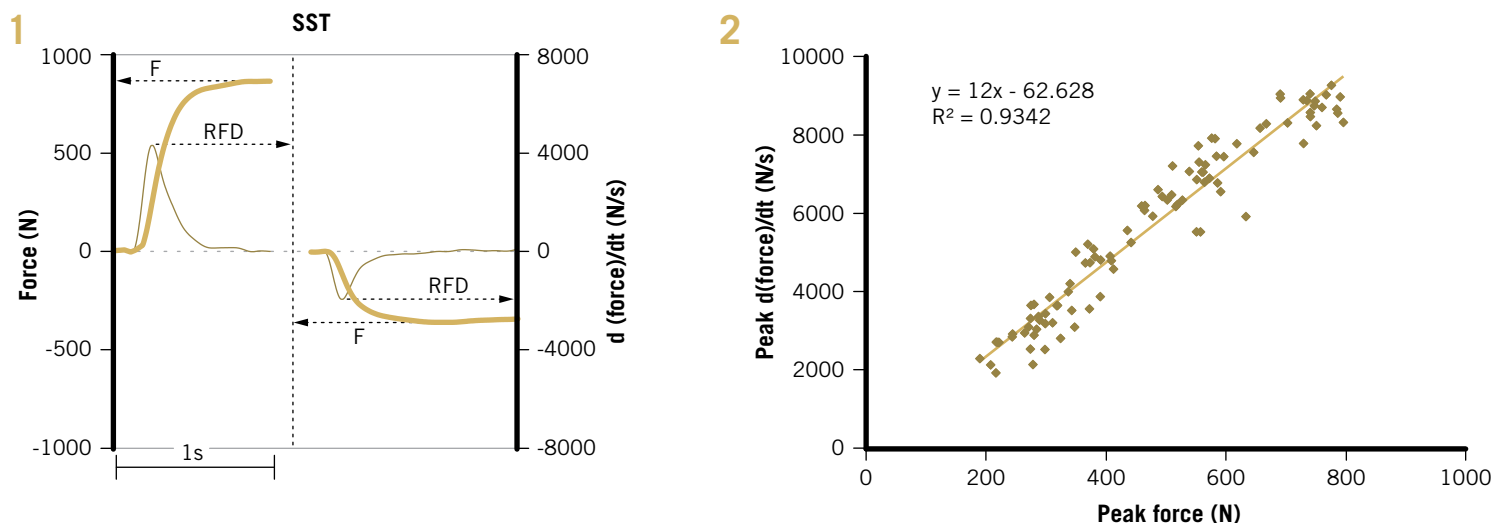 1
SST
1000
500
0
-500
-1000
Force (N)
F
RFD
RFD
F
1s
8000
4000
0
-4000
-8000
d (force)/dt (N/s)
2
y = 12x - 62.628
R² = 0.9342
10000
8000
6000
4000
2000
0
Peak d(force)/dt (N/s)
0 200 400 600 800 1000
Peak force (N)